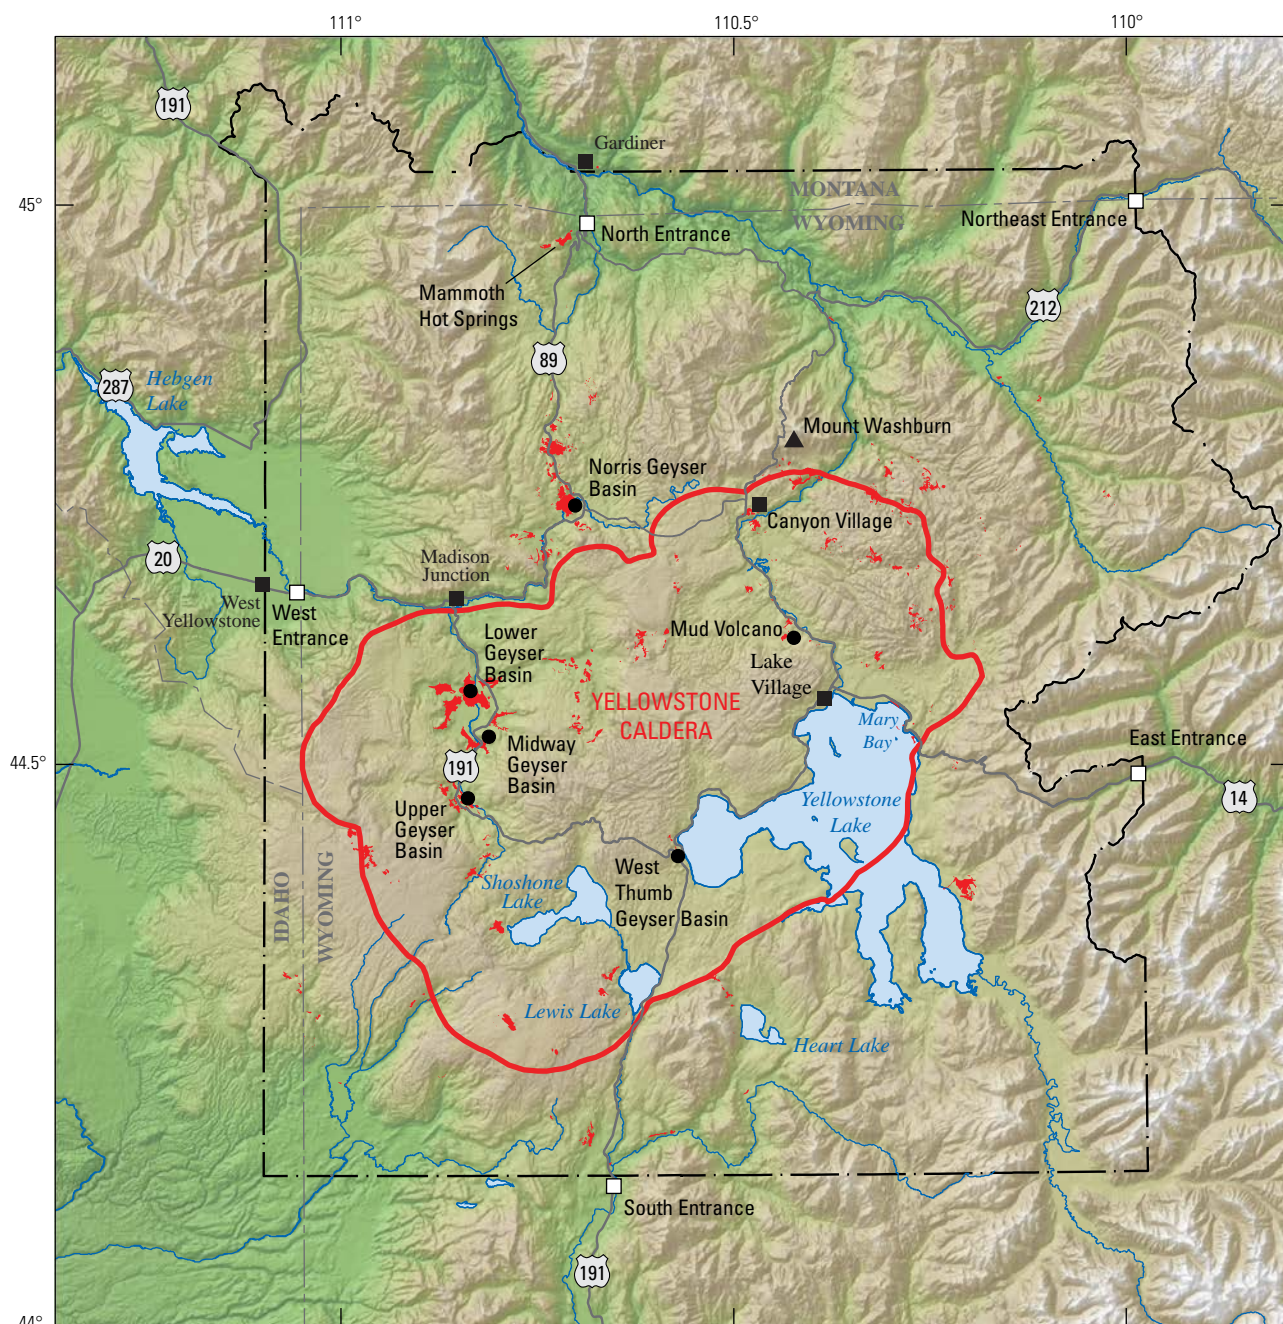 111°
110.5°
110°
191
Gardiner
MONTANA
45°
WYOMING
Northeast Entrance
North Entrance
Mammoth
Hot Springs
212
89
Hebgen
Lake
287
Mount Washburn
Norris Geyser
Basin
Canyon Village
20
Madison
Junction
West
Yellowstone
West
Entrance
Lower
Geyser
Basin
Mud Volcano
Lake
Village
YELLOWSTONE
CALDERA
Mary
Bay
East Entrance
Midway
Geyser
Basin
44.5°
191
14
Upper
Geyser
Basin
Yellowstone
Lake
West
Thumb
Geyser Basin
Shoshone
Lake
IDAHO
WYOMING
Lewis Lake
Heart Lake
South Entrance
191
44°